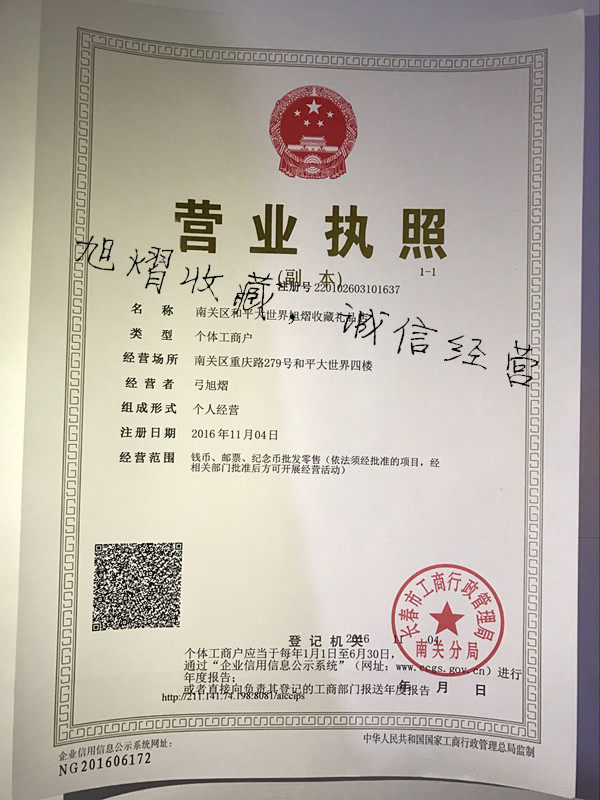 营业执照
(副 本)
1-1
旭熠收藏，诚信经营
注册号 220102603101637
名 称 南关区和平大世界旭熠收藏礼品店
类 型 个体工商户
经营场所 南关区重庆路279号和平大世界四楼
经 营 者 弓旭熠
组成形式 个人经营
注册日期 2016年11月04日
经营范围 钱币、邮票、纪念币批发零售（依法须经批准的项目，经
相关部门批准后方可开展经营活动）
长春市工商行政管理局
南关分局
登记机关
2016 11 04
年 月 日
个体工商户应当于每年1月1日至6月30日，
通过“企业信用信息公示系统”（网址：www.ccgs.gov.cn）进行
年度报告；
或者直接向负责其登记的工商部门报送年度报告
http://211.141.74.198:8081/aiccips
企业信用信息公示系统网址：
中华人民共和国国家工商行政管理总局监制
NG201606172